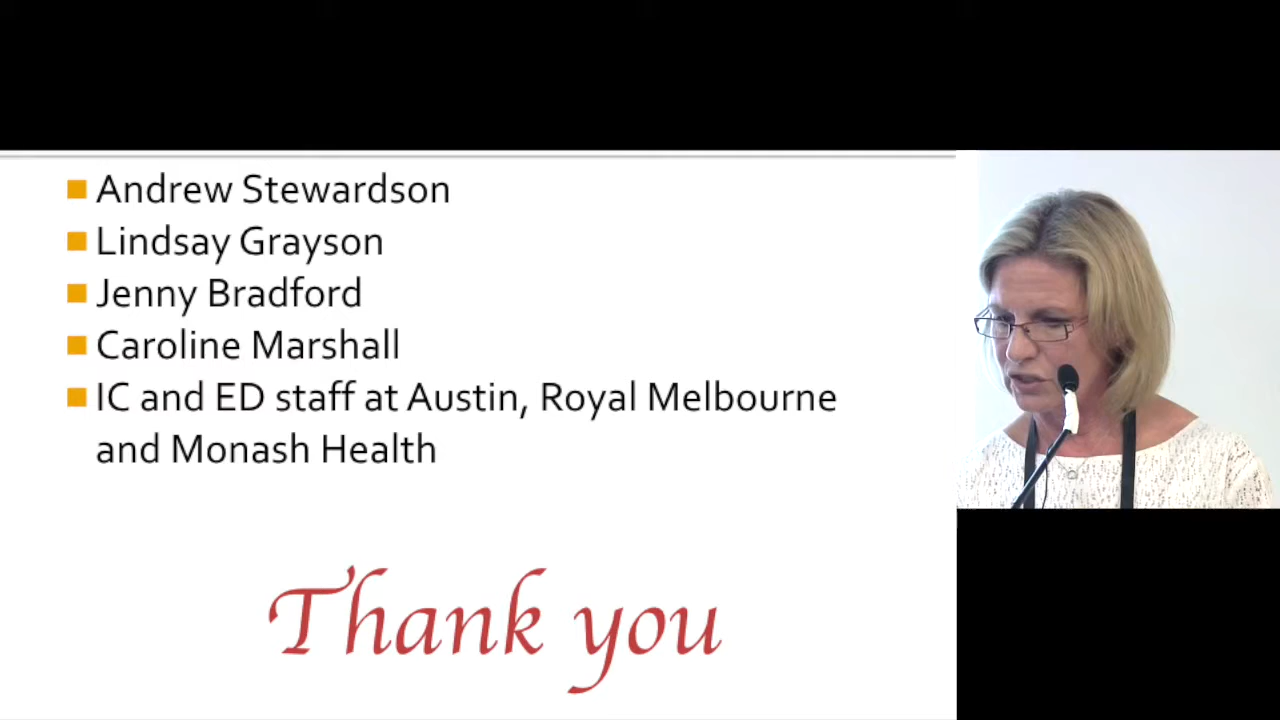 Andrew Stewardson
Lindsay Grayson
Jenny Bradford
Caroline Marshall
IC and ED staff at Austin, Royal Melbourne
and Monash Health
Thank you